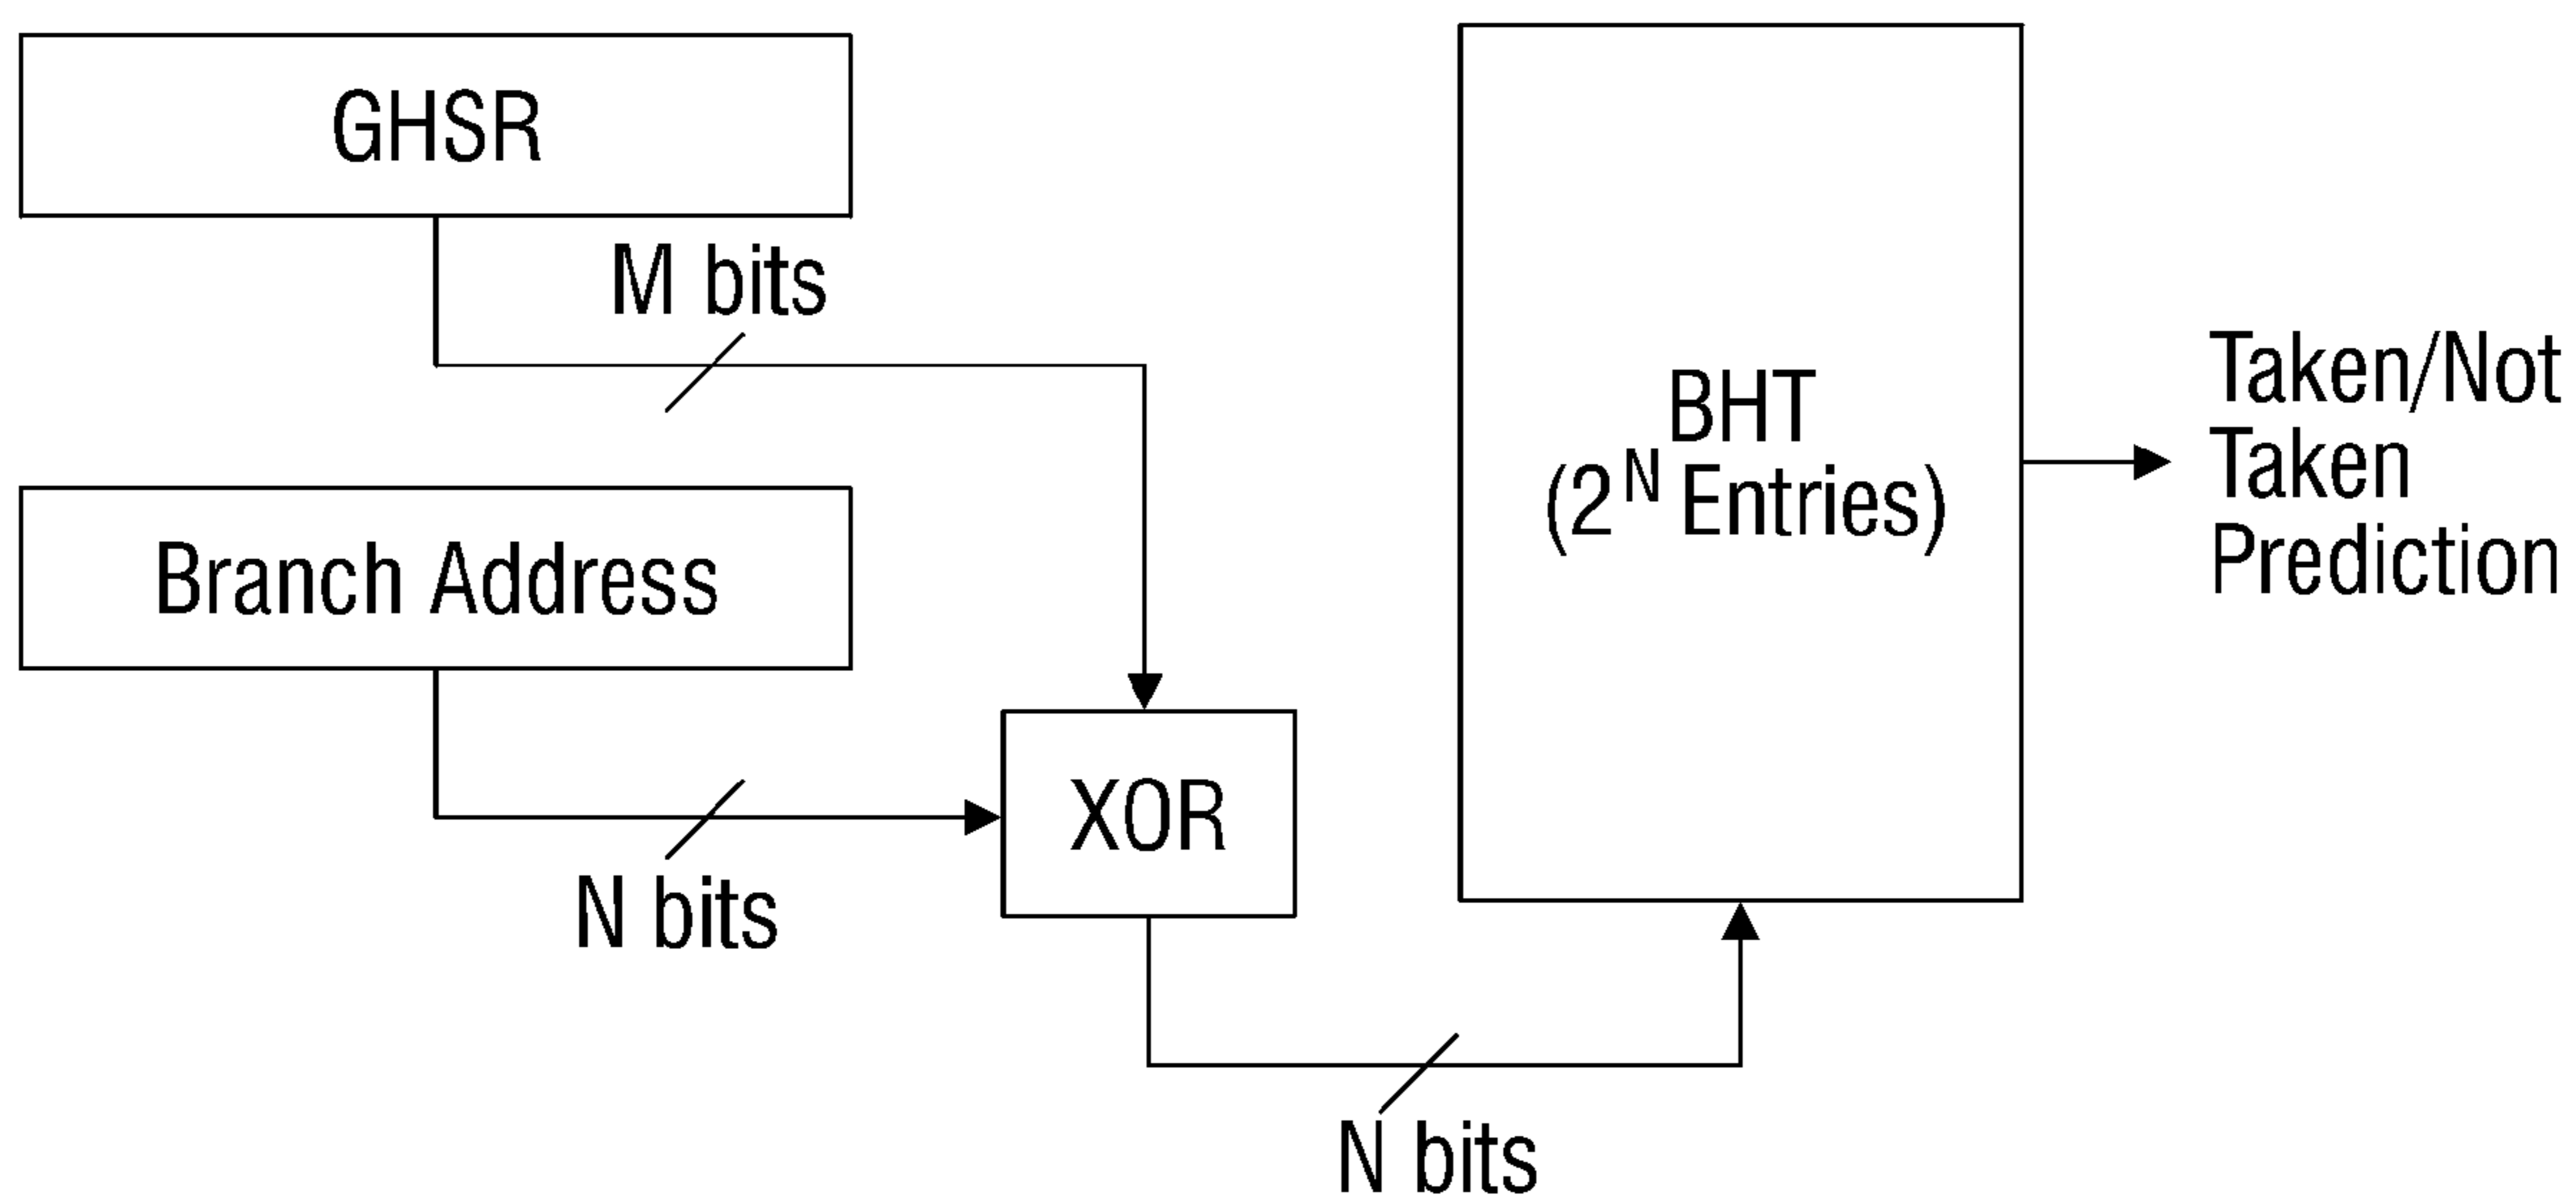 GHSR
M bits
Branch Address
N bits
XOR
N bits
BHT
(2^N Entries)
Taken/Not
Taken
Prediction